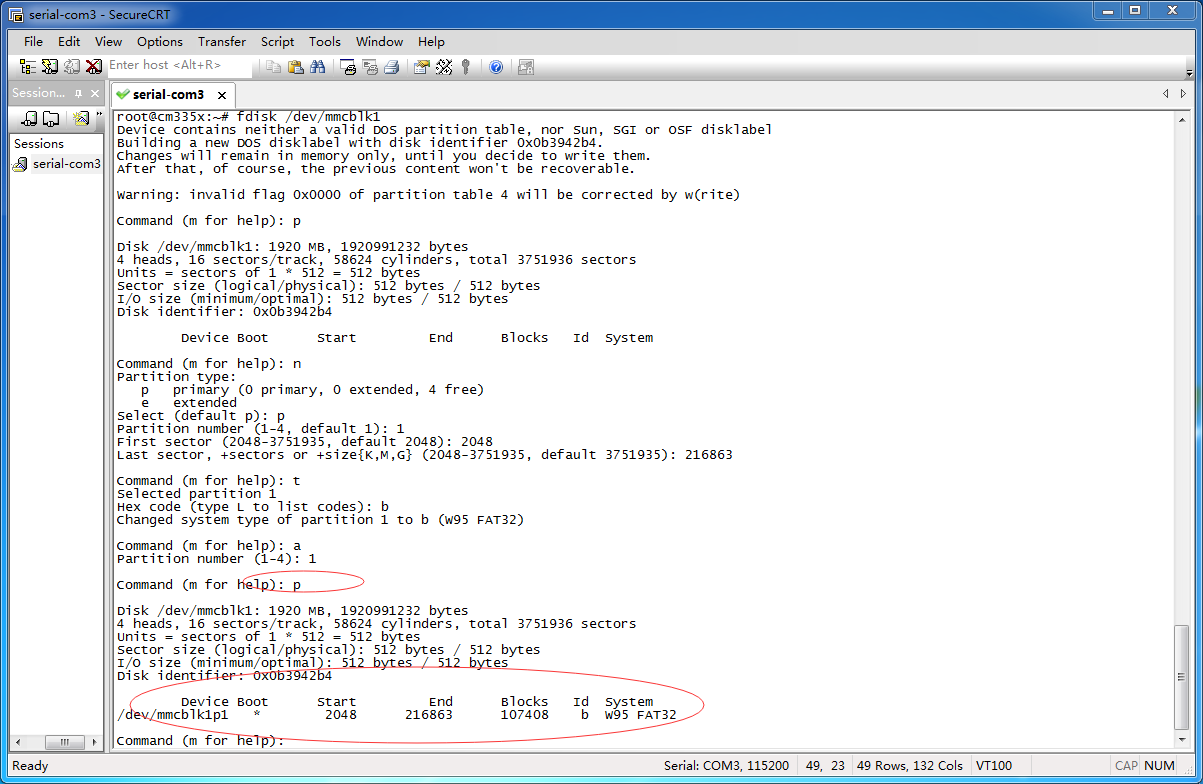 serial-com3 - SecureCRT
File Edit View Options Transfer Script Tools Window Help
Enter host <Alt+R>
Session...
serial-com3
Sessions
serial-com3
root@cm335x:~# fdisk /dev/mmcblk1
Device contains neither a valid DOS partition table, nor Sun, SGI or OSF disklabel
Building a new DOS disklabel with disk identifier 0x0b3942b4.
Changes will remain in memory only, until you decide to write them.
After that, of course, the previous content won't be recoverable.
Warning: invalid flag 0x0000 of partition table 4 will be corrected by w(rite)
Command (m for help): p
Disk /dev/mmcblk1: 1920 MB, 1920991232 bytes
4 heads, 16 sectors/track, 58624 cylinders, total 3751936 sectors
Units = sectors of 1 * 512 = 512 bytes
Sector size (logical/physical): 512 bytes / 512 bytes
I/O size (minimum/optimal): 512 bytes / 512 bytes
Disk identifier: 0x0b3942b4
Device Boot Start End Blocks Id System
Command (m for help): n
Partition type:
p primary (0 primary, 0 extended, 4 free)
e extended
Select (default p): p
Partition number (1-4, default 1): 1
First sector (2048-3751935, default 2048): 2048
Last sector, +sectors or +size{K,M,G} (2048-3751935, default 3751935): 216863
Command (m for help): t
Selected partition 1
Hex code (type L to list codes): b
Changed system type of partition 1 to b (W95 FAT32)
Command (m for help): a
Partition number (1-4): 1
Command (m for help): p
Disk /dev/mmcblk1: 1920 MB, 1920991232 bytes
4 heads, 16 sectors/track, 58624 cylinders, total 3751936 sectors
Units = sectors of 1 * 512 = 512 bytes
Sector size (logical/physical): 512 bytes / 512 bytes
I/O size (minimum/optimal): 512 bytes / 512 bytes
Disk identifier: 0x0b3942b4
Device Boot Start End Blocks Id System
/dev/mmcblk1p1 * 2048 216863 107408 b W95 FAT32
Command (m for help):
Ready Serial: COM3, 115200 49, 23 49 Rows, 132 Cols VT100 CAP NUM